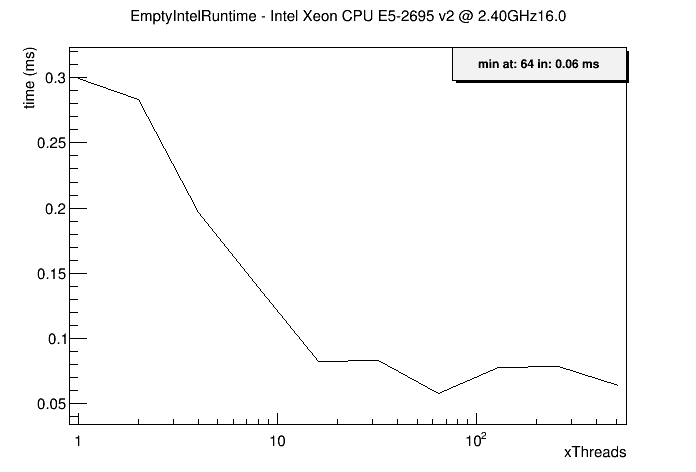 EmptyIntelRuntime - Intel Xeon CPU E5-2695 v2 @ 2.40GHz16.0
time (ms)
min at: 64 in: 0.06 ms
0.3
0.25
0.2
0.15
0.1
0.05
1 10 10²
xThreads